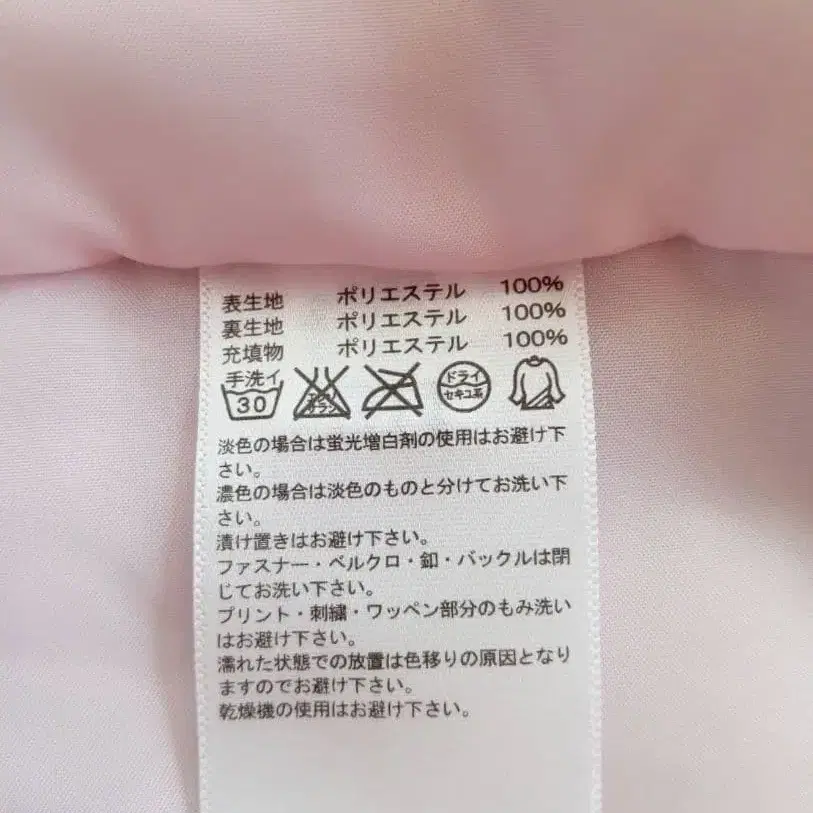 表生地 ポリエステル 100%
裏生地 ポリエステル 100%
充填物 ポリエステル 100%
手洗イ
30
ドライ
セキユ系
淡色の場合は蛍光増白剤の使用はお避け下
さい。
濃色の場合は淡色のものと分けてお洗い下
さい。
漬け置きはお避け下さい。
ファスナー・ベルクロ・釦・バックルは閉
じてお洗い下さい。
プリント・刺繍・ワッペン部分のもみ洗い
はお避け下さい。
濡れた状態での放置は色移りの原因となり
ますのでお避け下さい。
乾燥機の使用はお避け下さい。